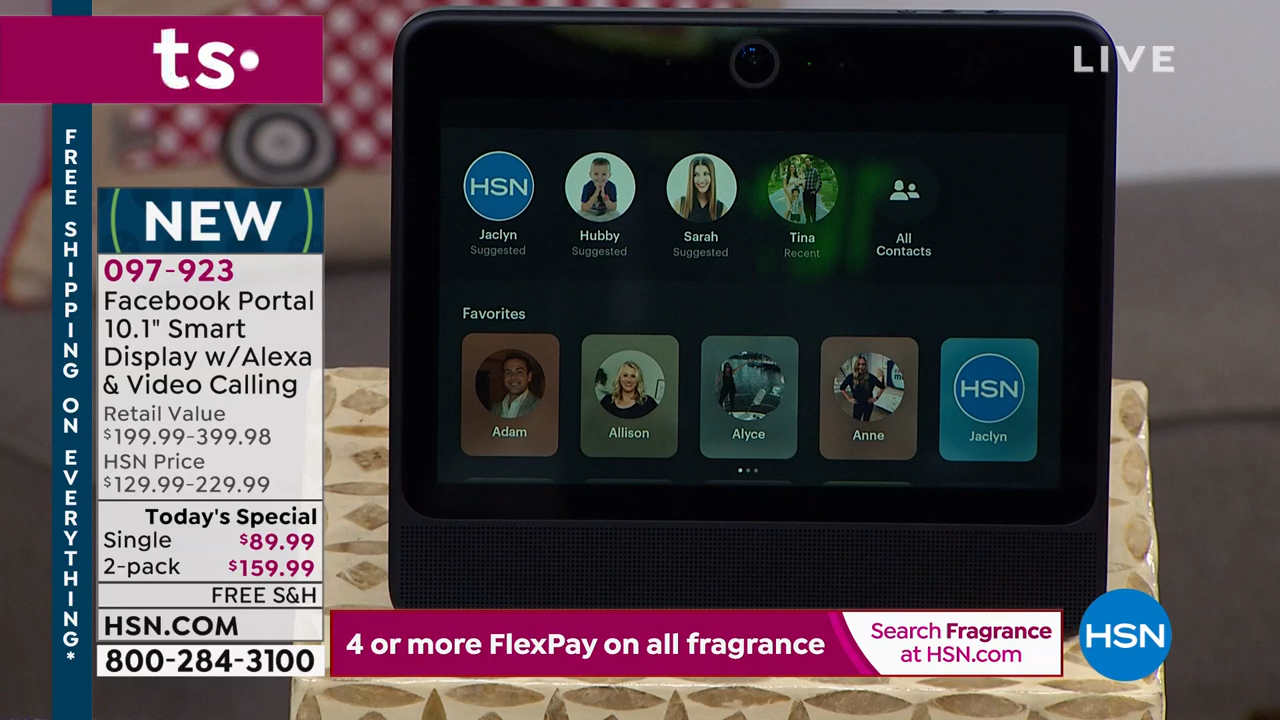 ts.
LIVE
FREE SHIPPING ON EVERYTHING*
NEW
097-923
Facebook Portal
10.1" Smart
Display w/Alexa
& Video Calling
Retail Value
$199.99-399.98
HSN Price
$129.99-229.99
Today's Special
Single $89.99
2-pack $159.99
FREE S&H
HSN.COM
800-284-3100
HSN
Jaclyn
Suggested
Hubby
Suggested
Sarah
Suggested
Tina
Recent
All
Contacts
Favorites
Adam
Allison
Alyce
Anne
HSN
Jaclyn
4 or more FlexPay on all fragrance
Search Fragrance
at HSN.com
HSN